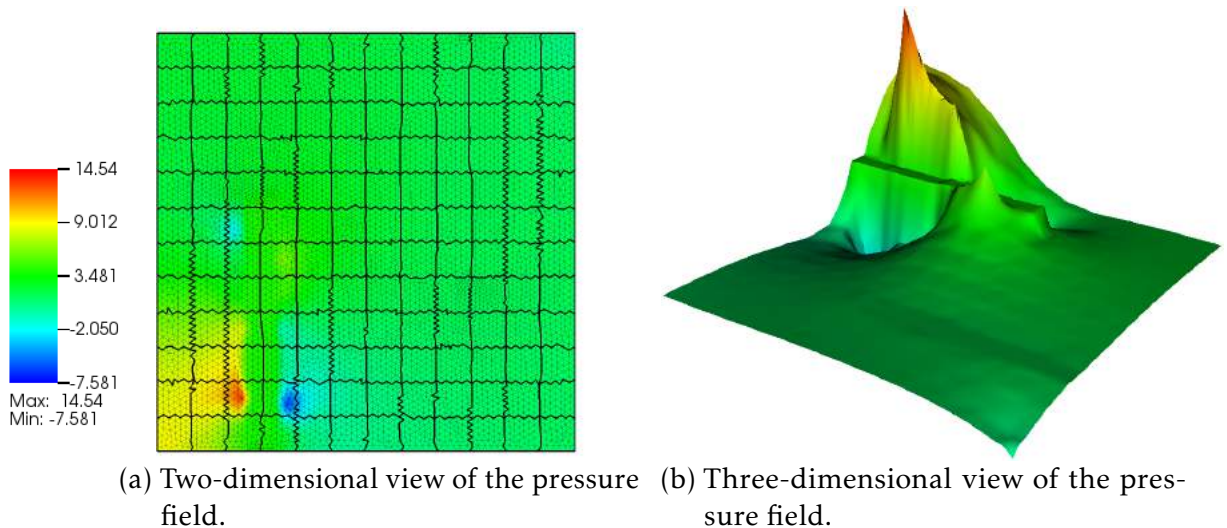 14.54
9.012
3.481
-2.050
-7.581
Max: 14.54
Min: -7.581
(a) Two-dimensional view of the pressure
field.
(b) Three-dimensional view of the pres-
sure field.